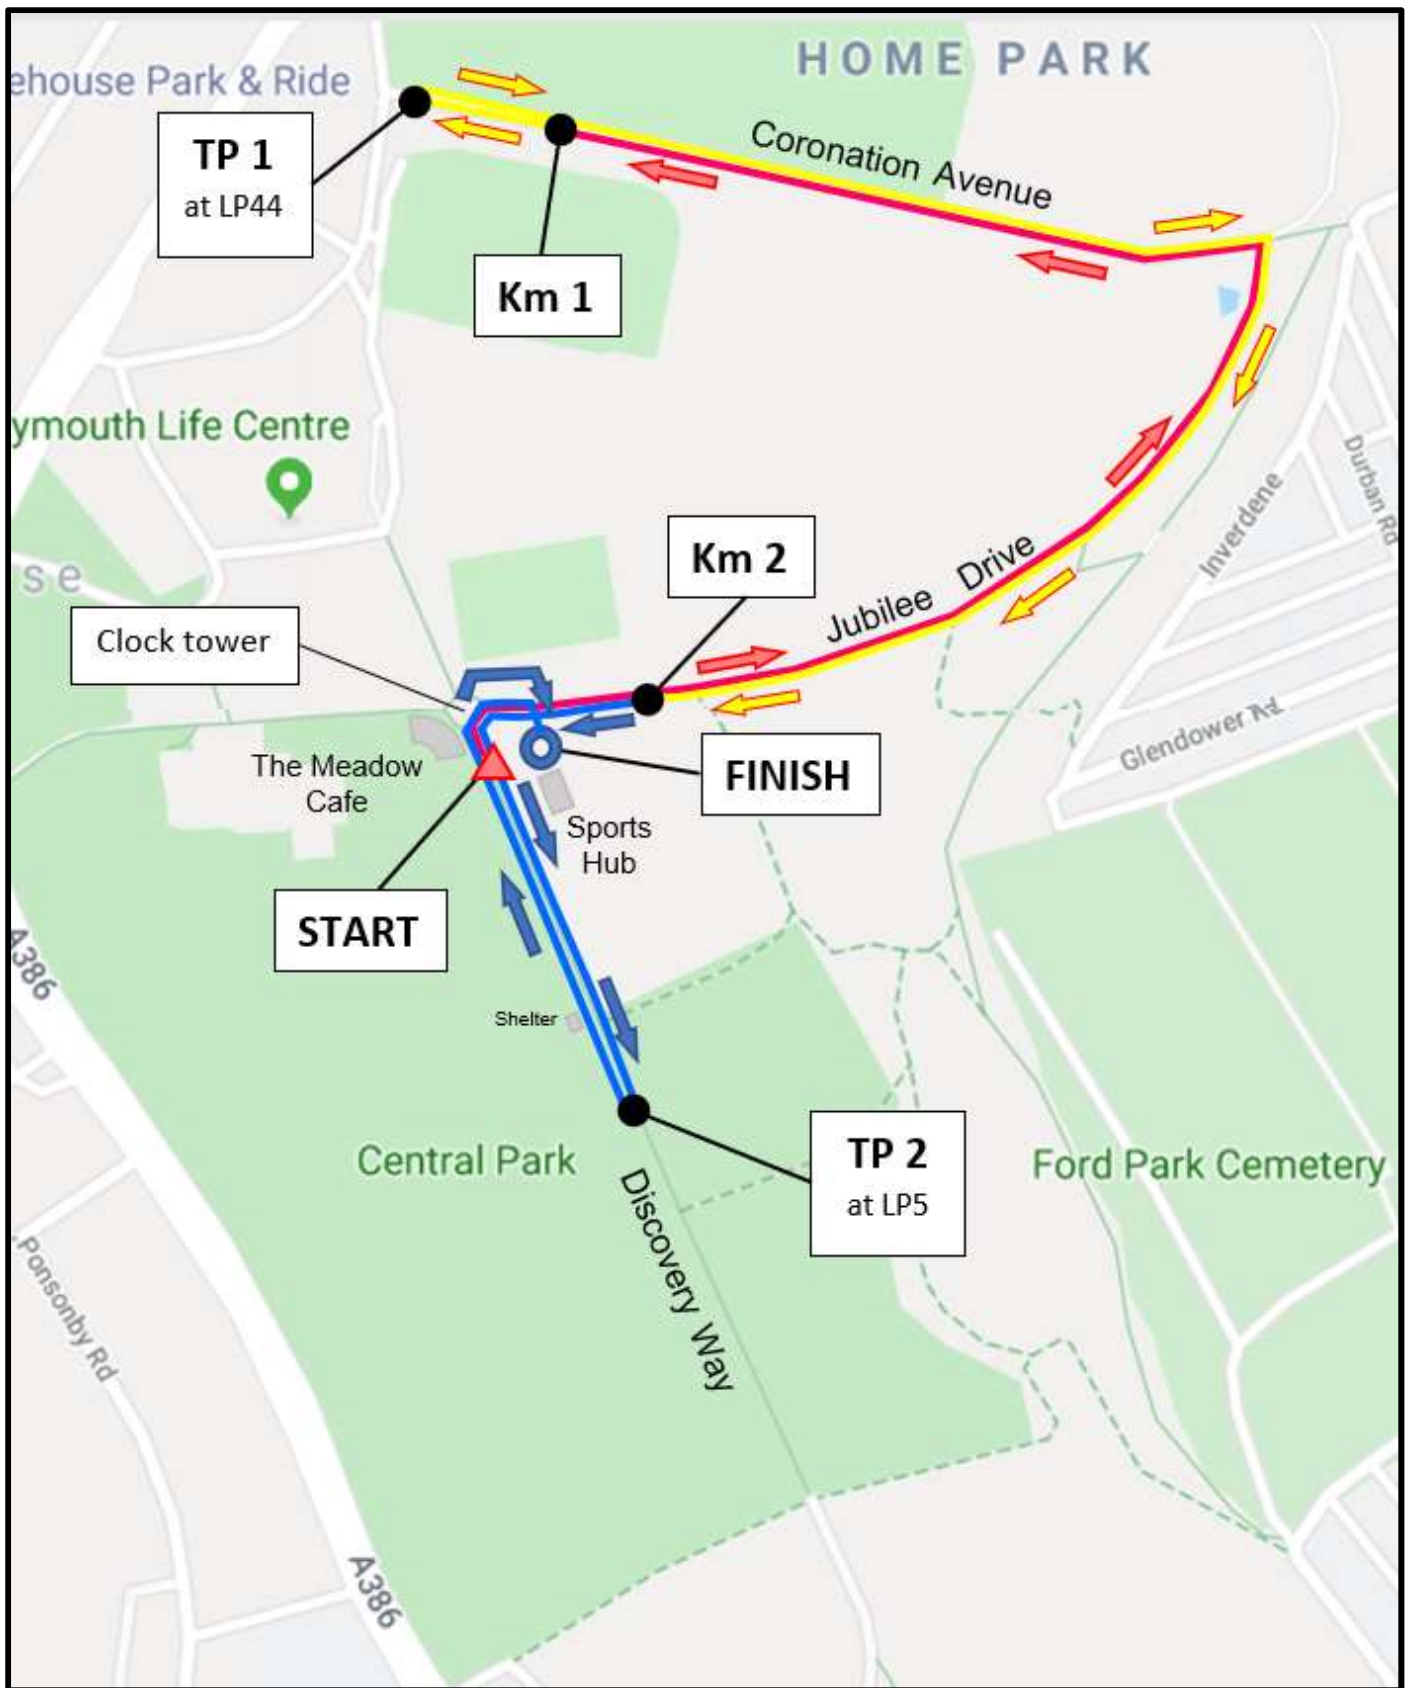 HOME PARK
ehouse Park & Ride
TP 1
at LP44
Coronation Avenue
Km 1
ymouth Life Centre
Durban Rd
Inverdene
Km 2
Jubilee Drive
se
Clock tower
Glendower Rd
The Meadow
Cafe
FINISH
Sports
Hub
START
A386
Shelter
TP 2
at LP5
Central Park
Ford Park Cemetery
Discovery Way
Ponsonby Rd
A386